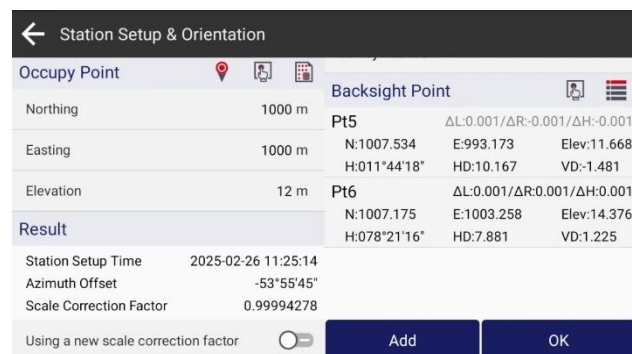 Station Setup & Orientation
Occupy Point
Northing 1000 m
Easting 1000 m
Elevation 12 m
Result
Station Setup Time 2025-02-26 11:25:14
Azimuth Offset -53°55'45"
Scale Correction Factor 0.99994278
Using a new scale correction factor
Backsight Point
Pt5 ΔL:0.001/ΔR:-0.001/ΔH:-0.001
N:1007.534 E:993.173 Elev:11.668
H:011°44'18" HD:10.167 VD:-1.481
Pt6 ΔL:0.001/ΔR:0.001/ΔH:0.001
N:1007.175 E:1003.258 Elev:14.376
H:078°21'16" HD:7.881 VD:1.225
Add OK